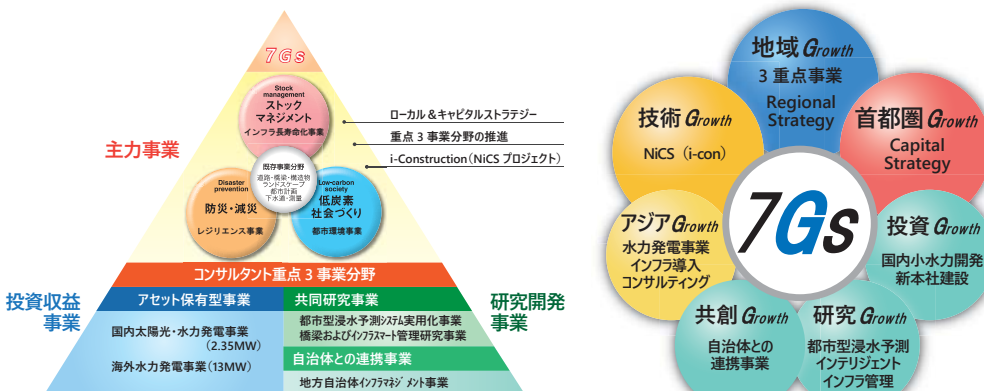 7Gs
Stock
management
ストック
マネジメント
インフラ長寿命化事業
主力事業
既存事業分野
道路・橋梁・構造物
ランドスケープ
都市計画
下水道・測量
Disaster
prevention
防災・減災
レジリエンス事業
Low-carbon
society
低炭素
社会づくり
都市環境事業
ローカル&キャピタルストラテジー
重点3事業分野の推進
i-Construction(NiCSプロジェクト)
コンサルタント重点3事業分野
投資収益
事業
アセット保有型事業
国内太陽光・水力発電事業
(2.35MW)
海外水力発電事業(13MW)
共同研究事業
都市型浸水予測システム実用化事業
橋梁およびインフラスマート管理研究事業
自治体との連携事業
地方自治体インフラマネジメント事業
研究開発
事業
地域 Growth
3重点事業
Regional
Strategy
技術 Growth
NiCS(i-con)
首都圏 Growth
Capital
Strategy
7Gs
アジア Growth
水力発電事業
インフラ導入
コンサルティング
投資 Growth
国内小水力開発
新本社建設
共創 Growth
自治体との
連携事業
研究 Growth
都市型浸水予測
インテリジェント
インフラ管理